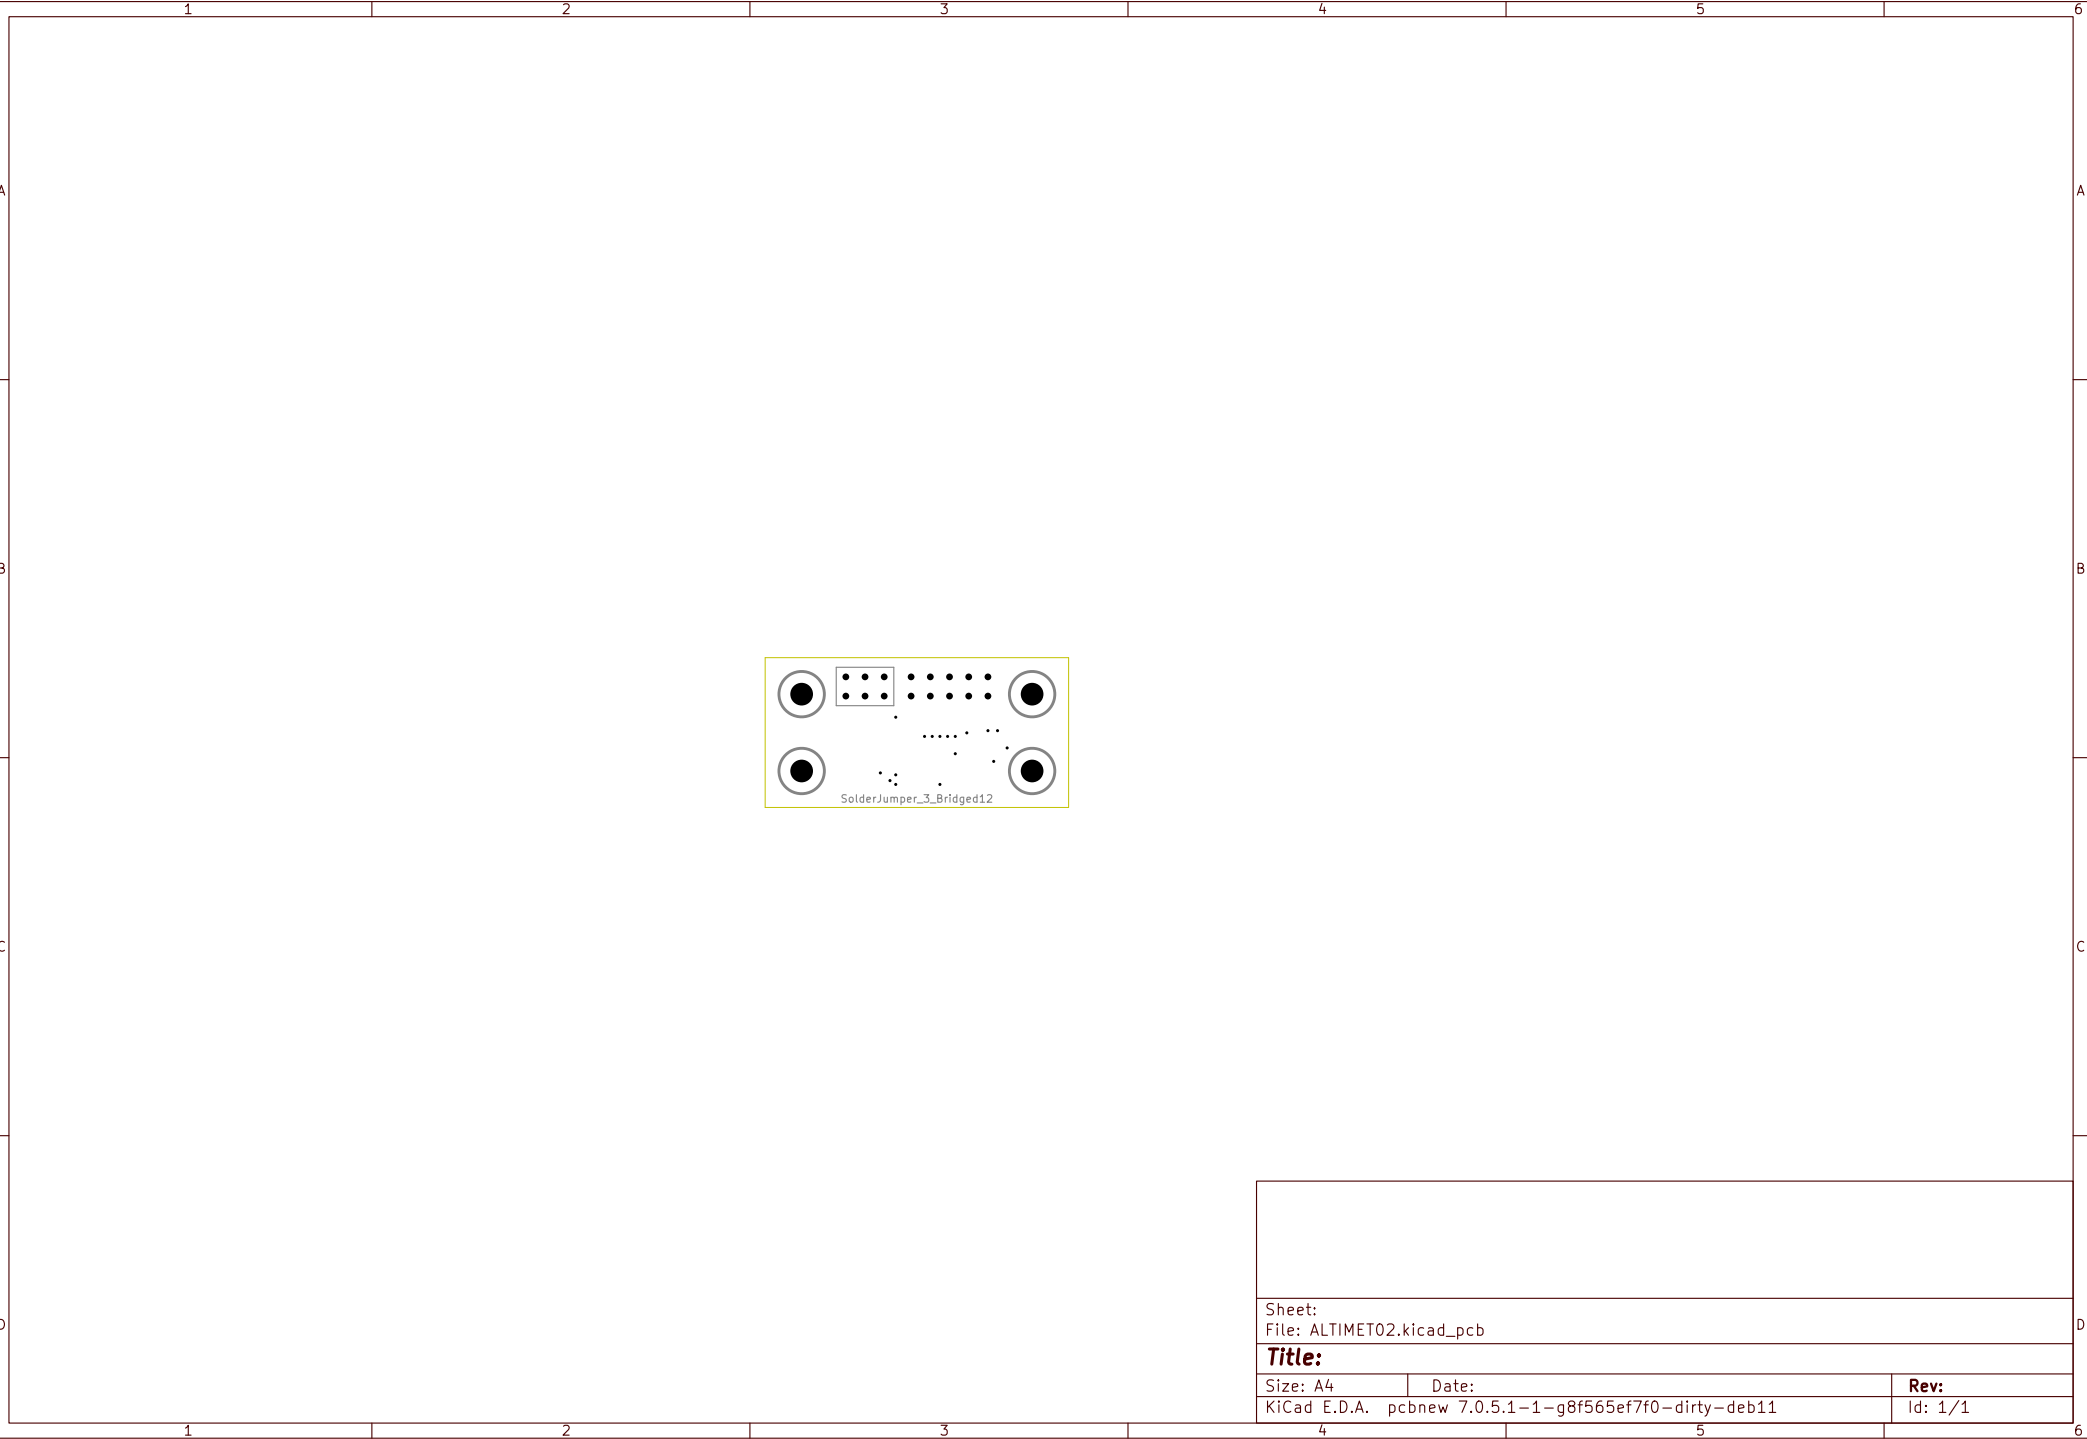 1 2 3 4 5 6
A A
B B
SolderJumper_3_Bridged12
C C
D D
Sheet:
File: ALTIMET02.kicad_pcb
Title:
Size: A4 Date: Rev:
KiCad E.D.A. pcbnew 7.0.5.1-1-g8f565ef7f0-dirty-deb11 Id: 1/1
1 2 3 4 5 6